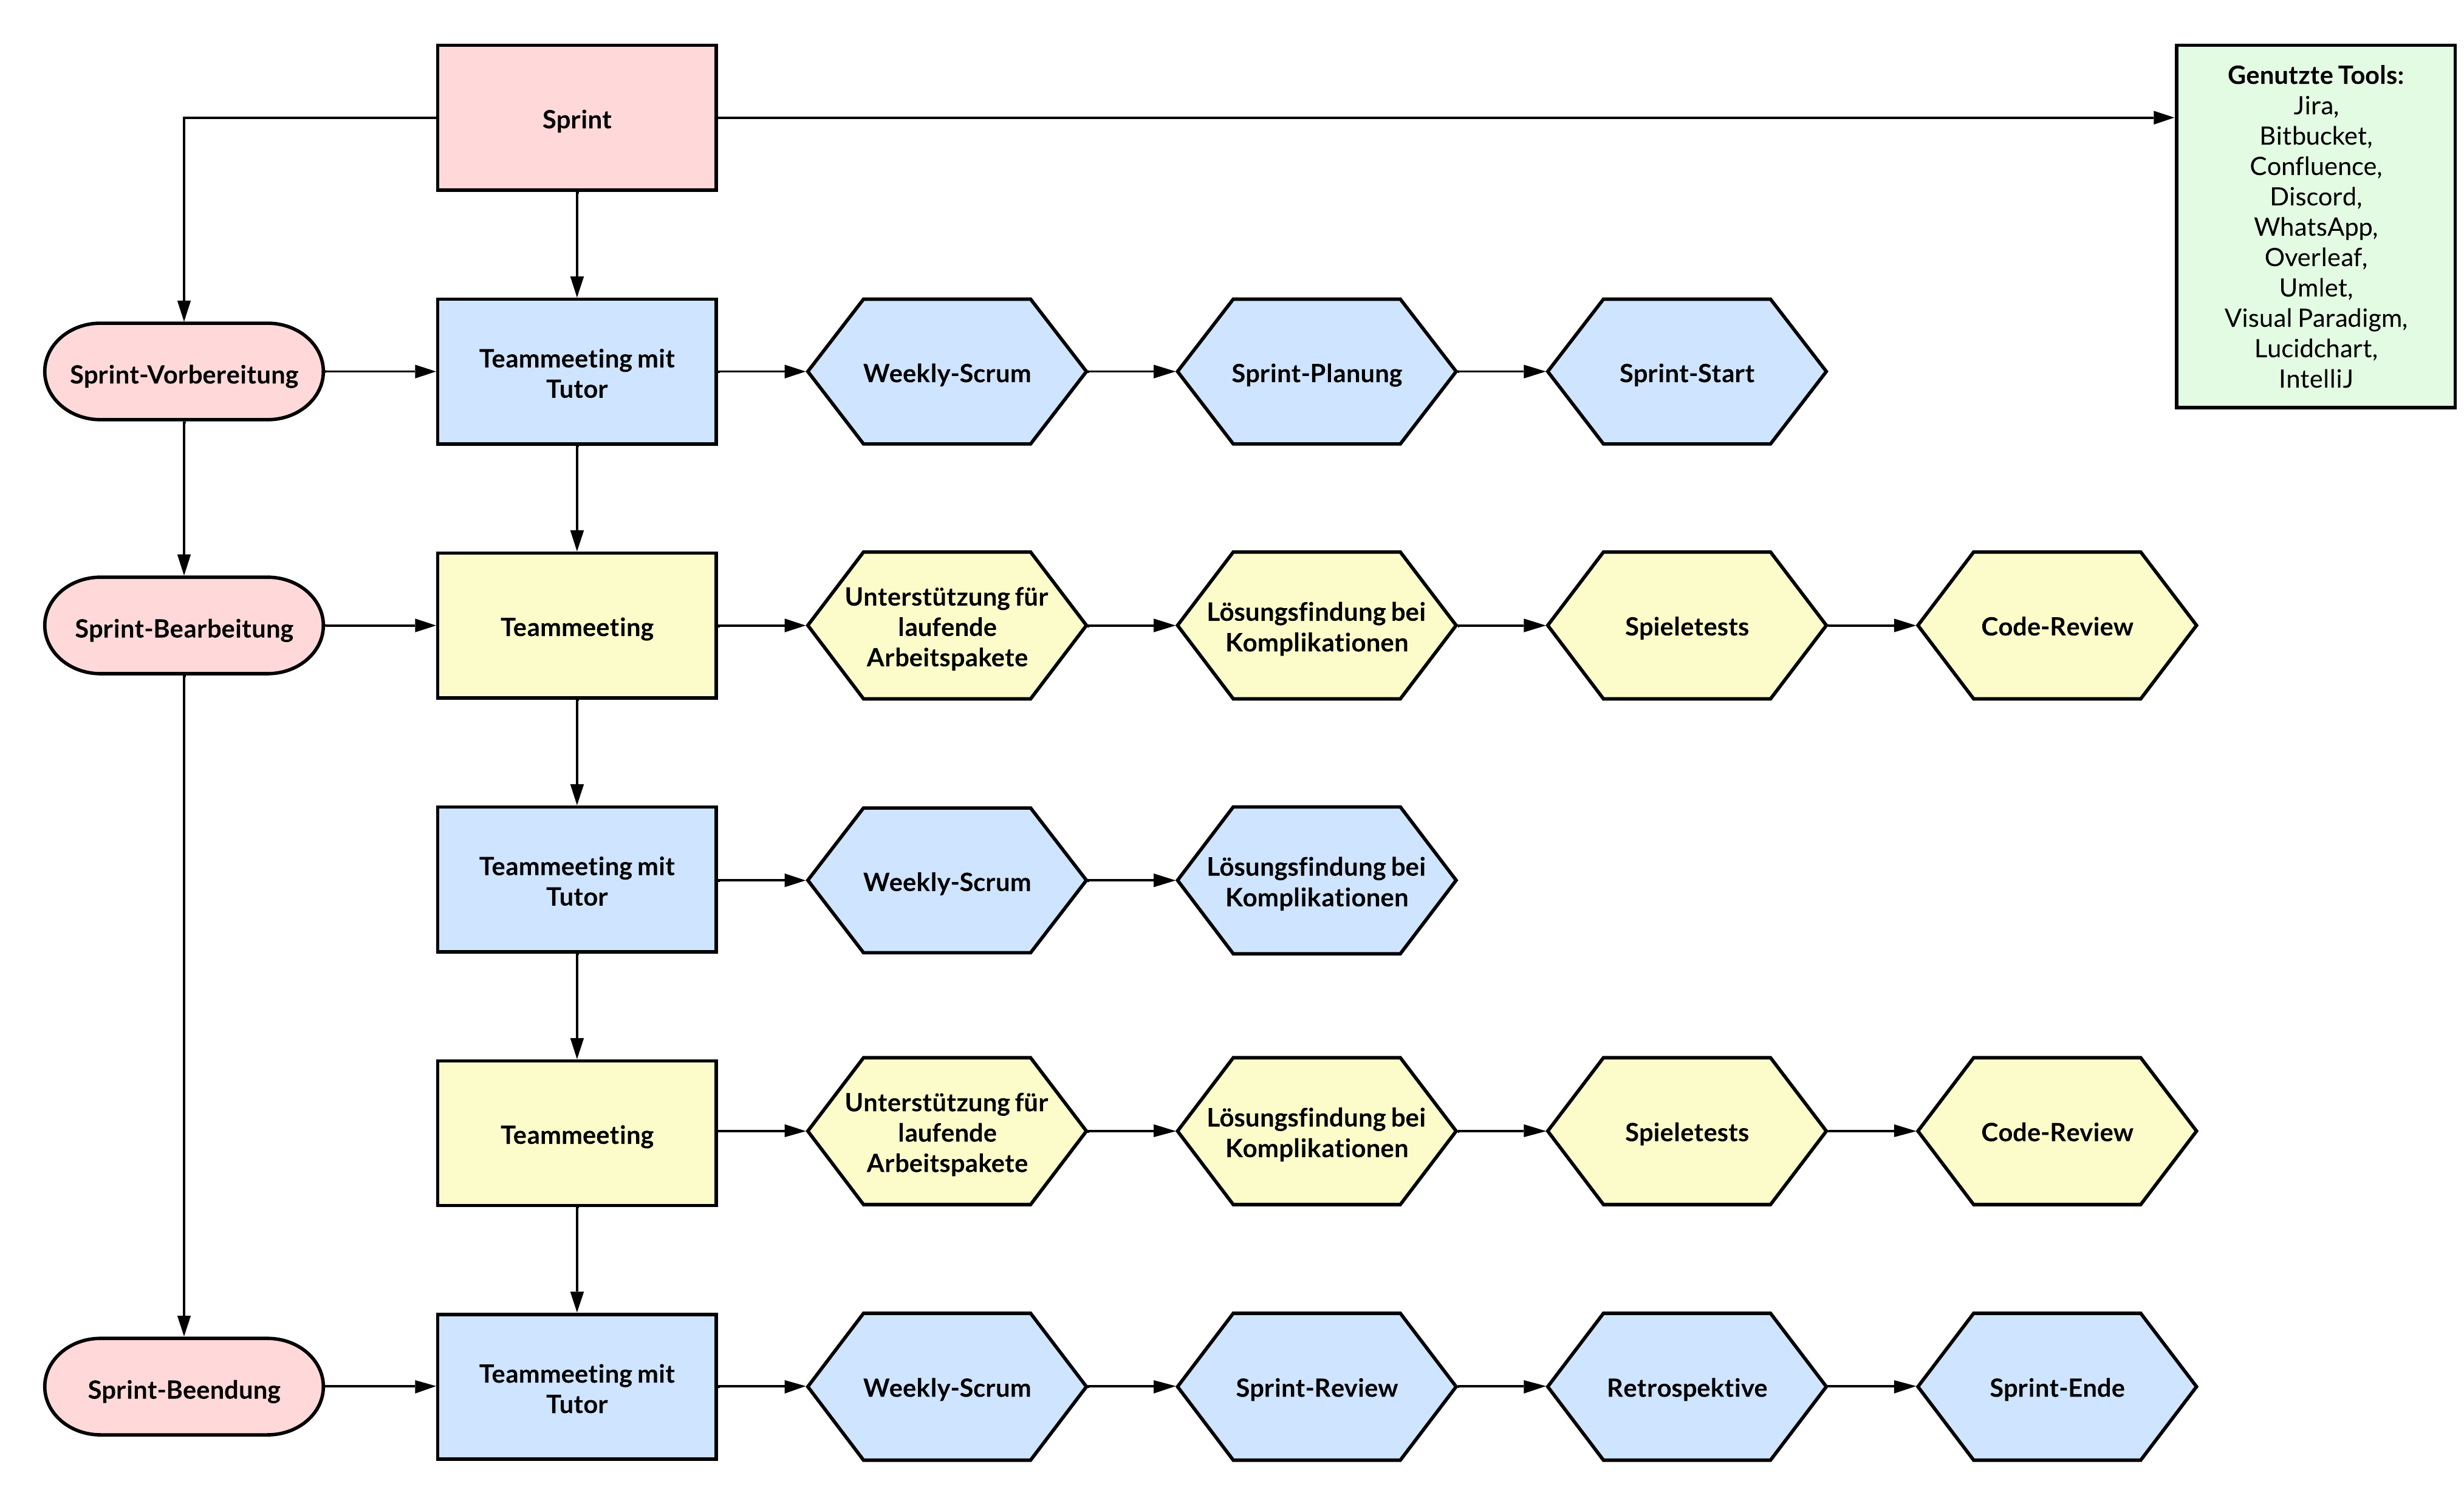 Sprint
Genutzte Tools:
Jira,
Bitbucket,
Confluence,
Discord,
WhatsApp,
Overleaf,
Umlet,
Visual Paradigm,
Lucidchart,
IntelliJ
Sprint-Vorbereitung
Teammeeting mit
Tutor
Weekly-Scrum
Sprint-Planung
Sprint-Start
Sprint-Bearbeitung
Teammeeting
Unterstützung für
laufende
Arbeitspakete
Lösungsfindung bei
Komplikationen
Spieletests
Code-Review
Teammeeting mit
Tutor
Weekly-Scrum
Lösungsfindung bei
Komplikationen
Teammeeting
Unterstützung für
laufende
Arbeitspakete
Lösungsfindung bei
Komplikationen
Spieletests
Code-Review
Sprint-Beendung
Teammeeting mit
Tutor
Weekly-Scrum
Sprint-Review
Retrospektive
Sprint-Ende